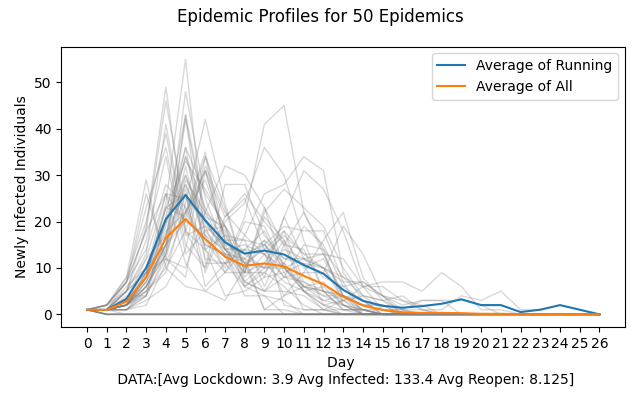 Epidemic Profiles for 50 Epidemics
Average of Running
Average of All
Newly Infected Individuals
50
40
30
20
10
0
0 1 2 3 4 5 6 7 8 9 10 11 12 13 14 15 16 17 18 19 20 21 22 23 24 25 26
Day
DATA:[Avg Lockdown: 3.9 Avg Infected: 133.4 Avg Reopen: 8.125]